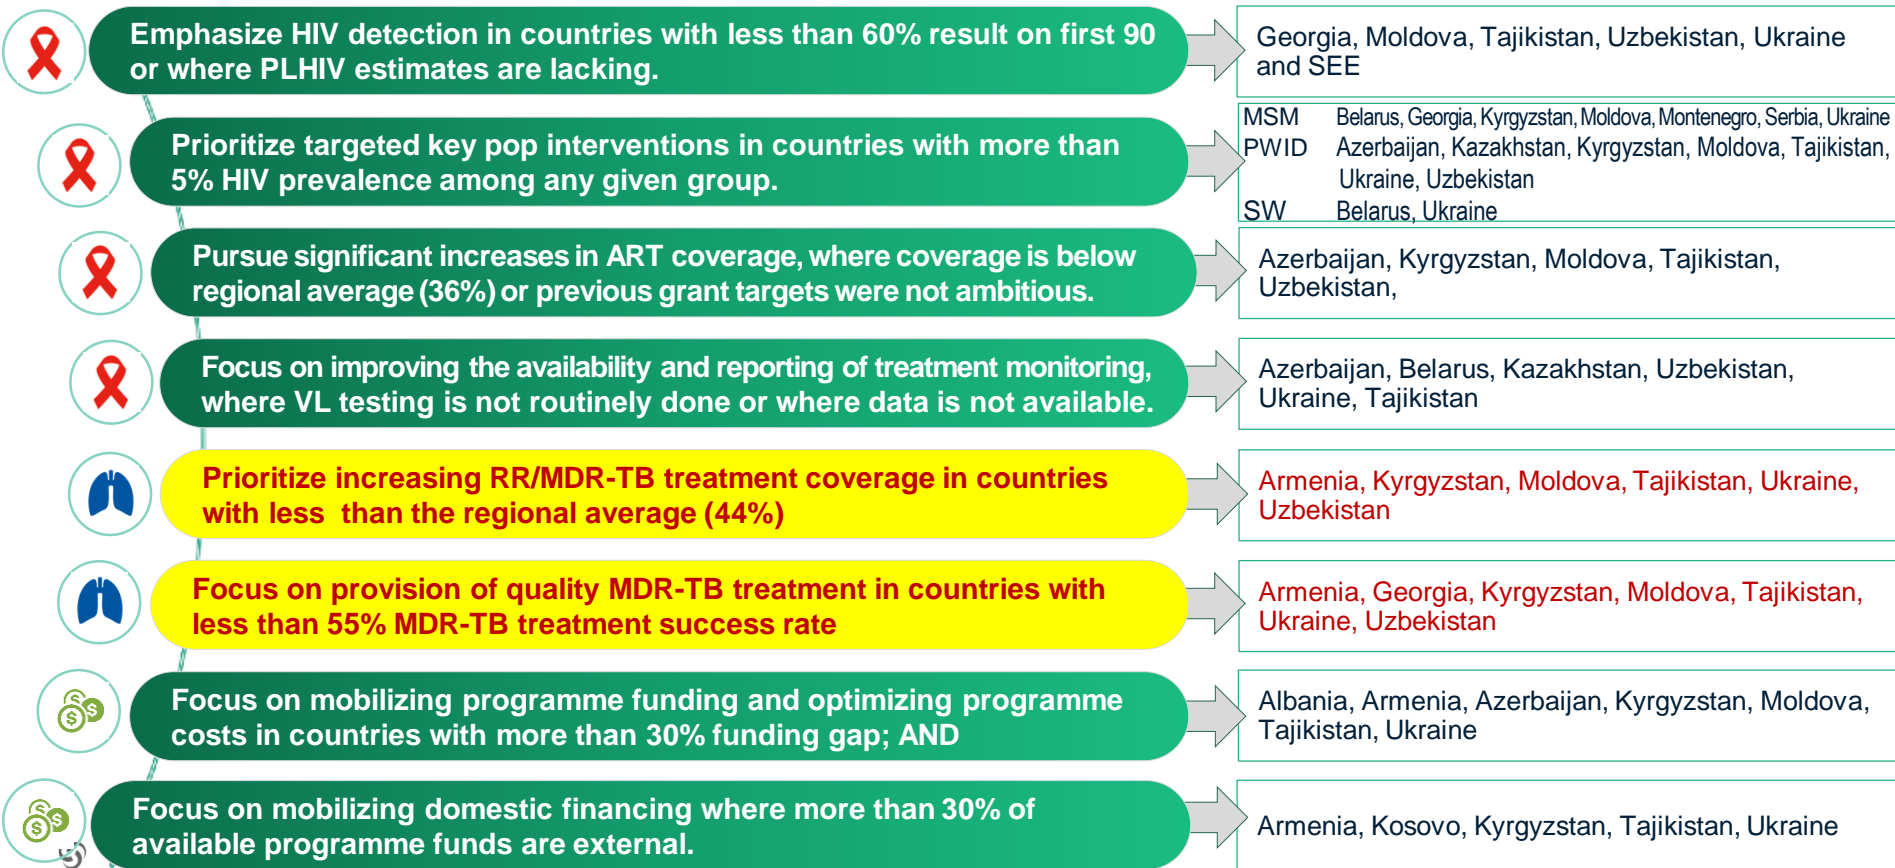 Emphasize HIV detection in countries with less than 60% result on first 90
or where PLHIV estimates are lacking.
Georgia, Moldova, Tajikistan, Uzbekistan, Ukraine
and SEE
Prioritize targeted key pop interventions in countries with more than
5% HIV prevalence among any given group.
MSM Belarus, Georgia, Kyrgyzstan, Moldova, Montenegro, Serbia, Ukraine
PWID Azerbaijan, Kazakhstan, Kyrgyzstan, Moldova, Tajikistan,
Ukraine, Uzbekistan
SW Belarus, Ukraine
Pursue significant increases in ART coverage, where coverage is below
regional average (36%) or previous grant targets were not ambitious.
Azerbaijan, Kyrgyzstan, Moldova, Tajikistan,
Uzbekistan,
Focus on improving the availability and reporting of treatment monitoring,
where VL testing is not routinely done or where data is not available.
Azerbaijan, Belarus, Kazakhstan, Uzbekistan,
Ukraine, Tajikistan
Prioritize increasing RR/MDR-TB treatment coverage in countries
with less than the regional average (44%)
Armenia, Kyrgyzstan, Moldova, Tajikistan, Ukraine,
Uzbekistan
Focus on provision of quality MDR-TB treatment in countries with
less than 55% MDR-TB treatment success rate
Armenia, Georgia, Kyrgyzstan, Moldova, Tajikistan,
Ukraine, Uzbekistan
Focus on mobilizing programme funding and optimizing programme
costs in countries with more than 30% funding gap; AND
Albania, Armenia, Azerbaijan, Kyrgyzstan, Moldova,
Tajikistan, Ukraine
Focus on mobilizing domestic financing where more than 30% of
available programme funds are external.
Armenia, Kosovo, Kyrgyzstan, Tajikistan, Ukraine